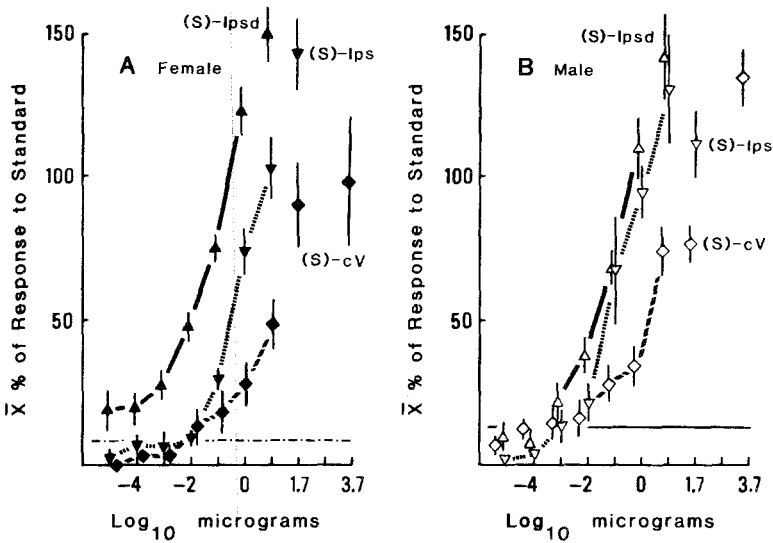 150
100
50
X̄ % of Response to Standard
A Female
(S)-Ipsd
(S)-Ips
(S)-cV
-4 -2 0 1.7 3.7
Log10 micrograms
150
100
50
X̄ % of Response to Standard
B Male
(S)-Ipsd
(S)-Ips
(S)-cV
-4 -2 0 1.7 3.7
Log10 micrograms